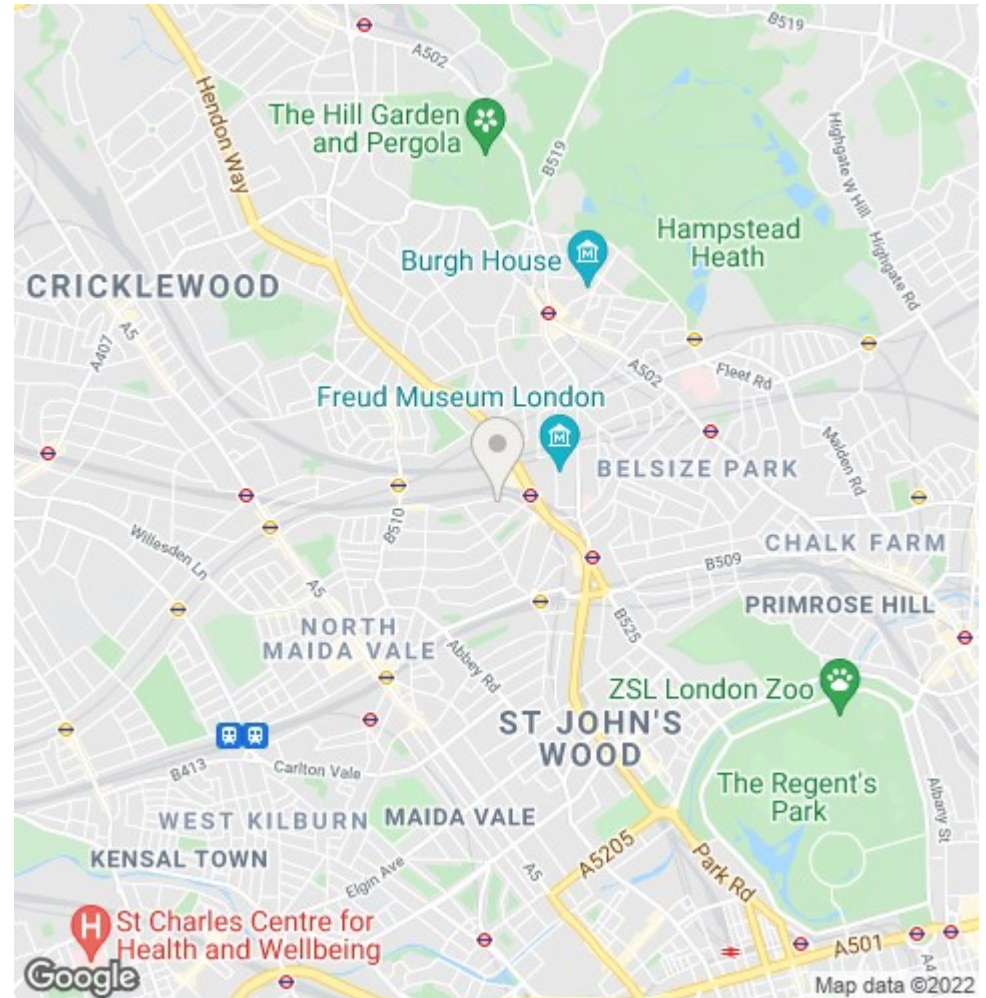 B519
A502
Hendon Way
The Hill Garden
and Pergola
B519
Highgate W Hill
Hampstead
Heath
Burgh House
Highgate Rd
CRICKLEWOOD
A5
A407
A502
Fleet Rd
Freud Museum London
BELSIZE PARK
Malden Rd
B510
Willesden Ln
CHALK FARM
B509
A5
PRIMROSE HILL
B525
NORTH
MAIDA VALE
Abbey Rd
ZSL London Zoo
ST JOHN'S
WOOD
B413
Carlton Vale
The Regent's
Park
Albany St
WEST KILBURN
MAIDA VALE
KENSAL TOWN
A5205
Park Rd
Elgin Ave
A5
St Charles Centre for
Health and Wellbeing
A501
A4
Google
Map data ©2022